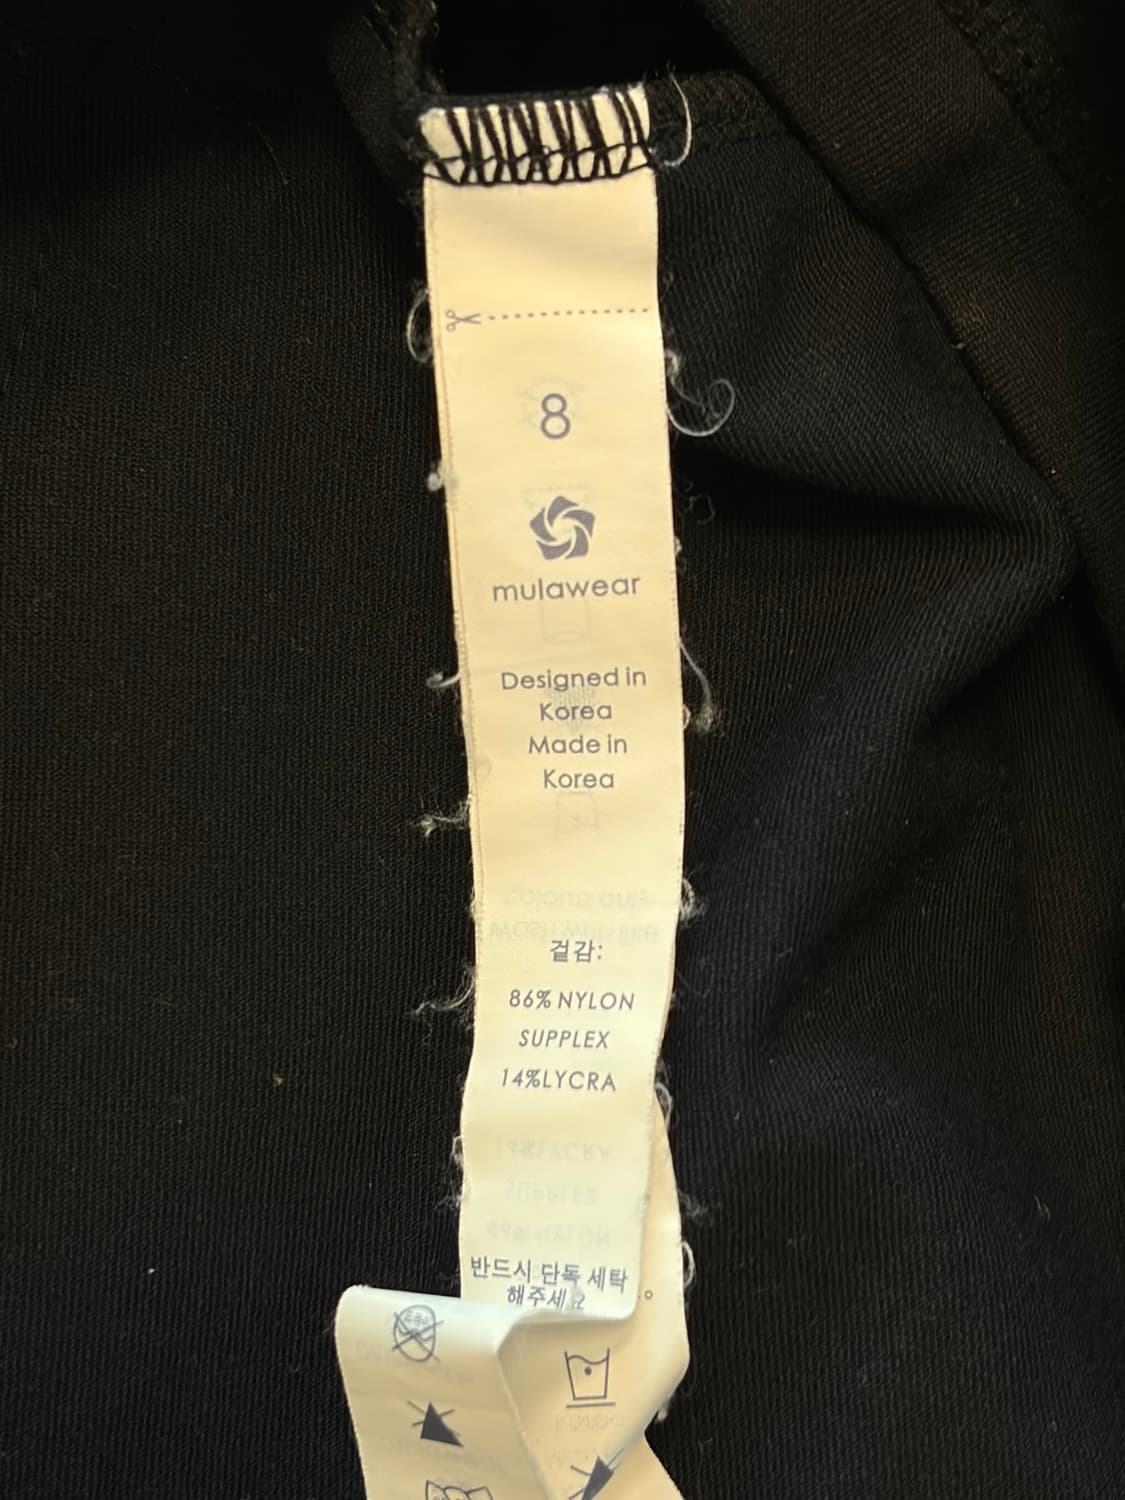 8
mulawear
Designed in
Korea
Made in
Korea
겉감:
86% NYLON
SUPPLEX
14%LYCRA
반드시 단독 세탁
해주세요